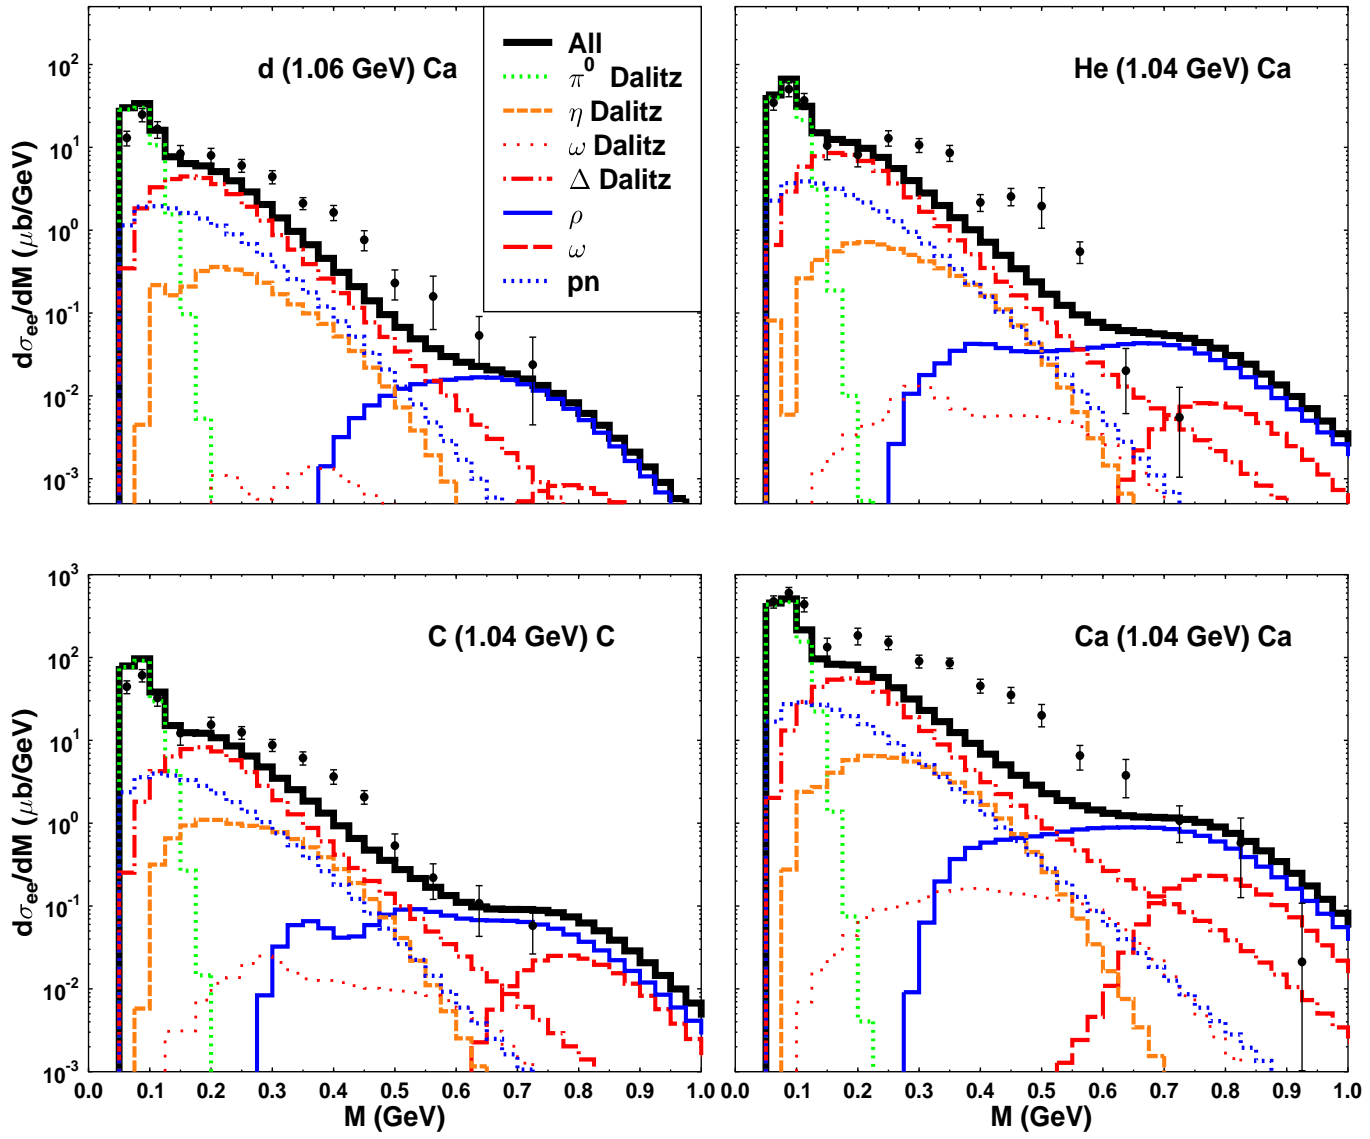 dσee/dM (μb/GeV)
10²
10¹
10⁰
10⁻¹
10⁻²
10⁻³
d (1.06 GeV) Ca
All
π⁰ Dalitz
η Dalitz
ω Dalitz
Δ Dalitz
ρ
ω
pn
He (1.04 GeV) Ca
dσee/dM (μb/GeV)
10³
10²
10¹
10⁰
10⁻¹
10⁻²
10⁻³
C (1.04 GeV) C
Ca (1.04 GeV) Ca
0.0 0.1 0.2 0.3 0.4 0.5 0.6 0.7 0.8 0.9 1.0
0.1 0.2 0.3 0.4 0.5 0.6 0.7 0.8 0.9 1.0
M (GeV)
M (GeV)